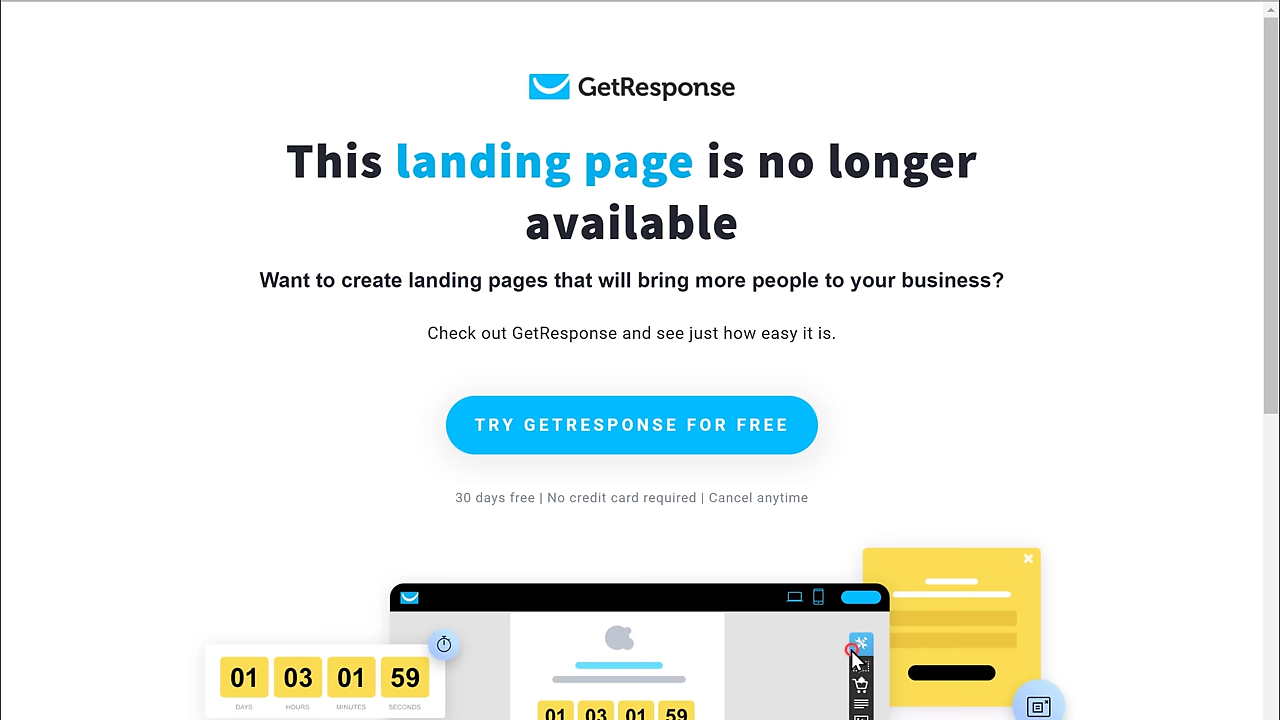 GetResponse
This landing page is no longer
available
Want to create landing pages that will bring more people to your business?
Check out GetResponse and see just how easy it is.
TRY GETRESPONSE FOR FREE
30 days free | No credit card required | Cancel anytime
01 03 01 59
DAYS HOURS MINUTES SECONDS
01 03 01 59